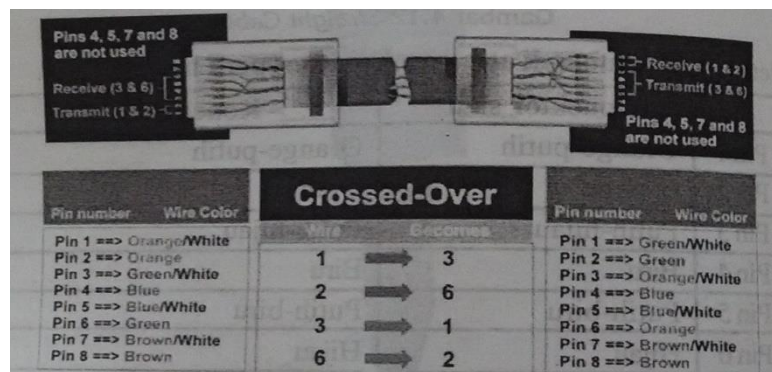 Pins 4, 5, 7 and 8
are not used
Receive (3 & 6)
Transmit (1 & 2)
Receive (1 & 2)
Transmit (3 & 6)
Pins 4, 5, 7 and 8
are not used
Pin number Wire Color
Pin 1 ==> Orange/White
Pin 2 ==> Orange
Pin 3 ==> Green/White
Pin 4 ==> Blue
Pin 5 ==> Blue/White
Pin 6 ==> Green
Pin 7 ==> Brown/White
Pin 8 ==> Brown
Crossed-Over
Wire Becomes
1 3
2 6
3 1
6 2
Pin number Wire Color
Pin 1 ==> Green/White
Pin 2 ==> Green
Pin 3 ==> Orange/White
Pin 4 ==> Blue
Pin 5 ==> Blue/White
Pin 6 ==> Orange
Pin 7 ==> Brown/White
Pin 8 ==> Brown